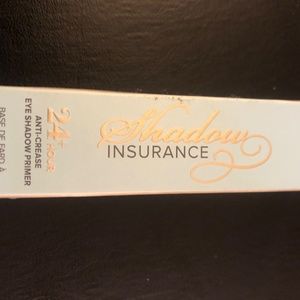 Shadow
INSURANCE
24+
HOUR
ANTI-CREASE
EYE SHADOW PRIMER
BASE DE FARD À